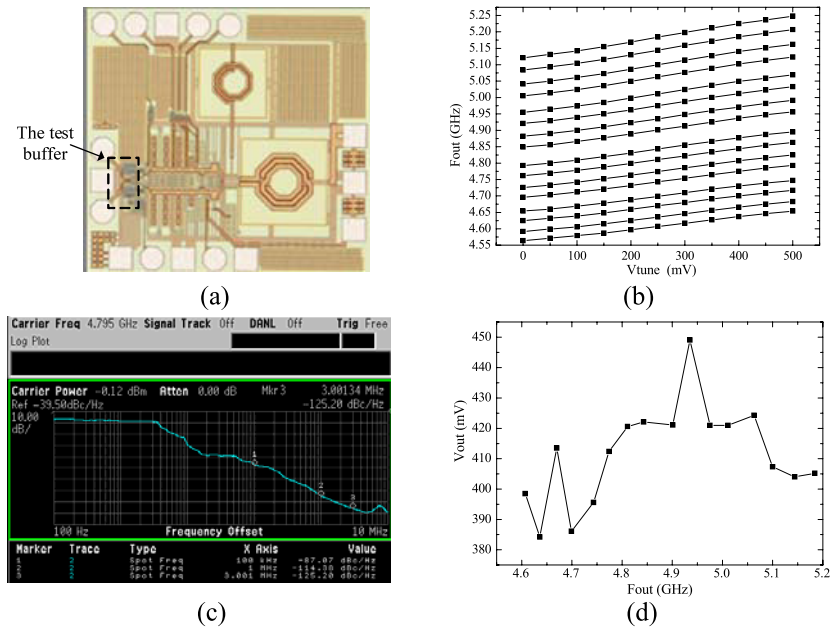 The test
buffer
(a)
5.25
5.20
5.15
5.10
5.05
5.00
4.95
4.90
4.85
4.80
4.75
4.70
4.65
4.60
4.55
Fout (GHz)
0 100 200 300 400 500
Vtune (mV)
(b)
Carrier Freq 4.795 GHz Signal Track Off DANL Off Trig Free
Log Plot
Carrier Power -0.12 dBm Atten 0.00 dB Mkr3 3.00134 MHz
Ref -39.50dBc/Hz -125.20 dBc/Hz
10.00
dB/
1
2
3
100 Hz Frequency Offset 10 MHz
Marker Trace Type X Axis Value
1 2 Spot Freq 100 kHz -87.07 dBc/Hz
2 2 Spot Freq 1 MHz -114.38 dBc/Hz
3 2 Spot Freq 3.001 MHz -125.20 dBc/Hz
(c)
450
440
430
420
410
400
390
380
Vout (mV)
4.6 4.7 4.8 4.9 5.0 5.1 5.2
Fout (GHz)
(d)